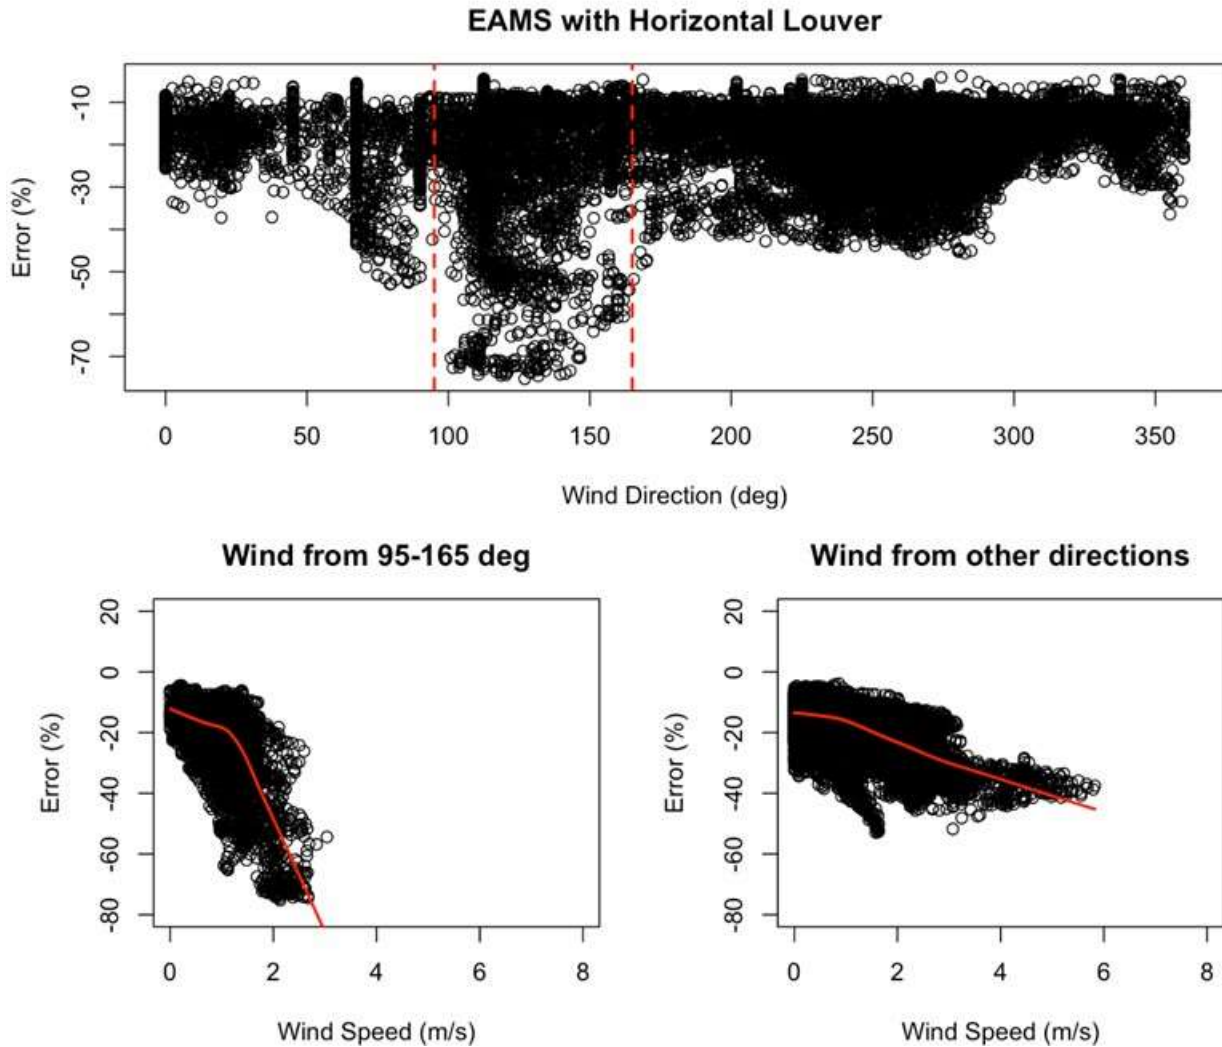 EAMS with Horizontal Louver
-10
-30
-50
-70
Error (%)
0 50 100 150 200 250 300 350
Wind Direction (deg)
Wind from 95-165 deg
20
0
-20
-40
-60
-80
Error (%)
0 2 4 6 8
Wind Speed (m/s)
Wind from other directions
20
0
-20
-40
-60
-80
Error (%)
0 2 4 6 8
Wind Speed (m/s)